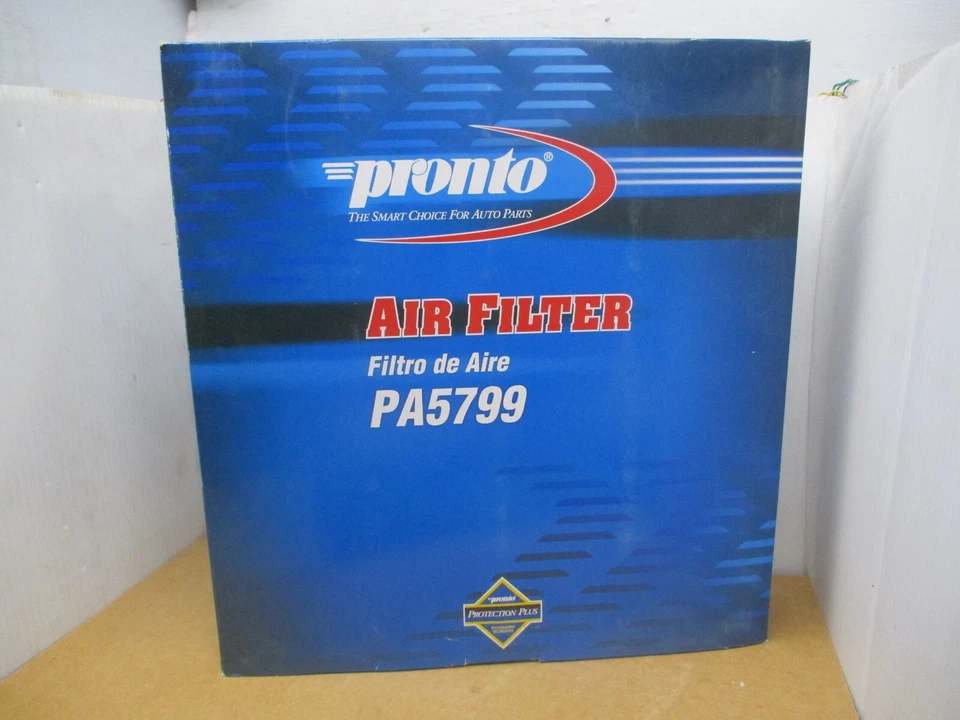 pronto®
THE SMART CHOICE FOR AUTO PARTS
AIR FILTER
Filtro de Aire
PA5799
pronto
PROTECTION PLUS